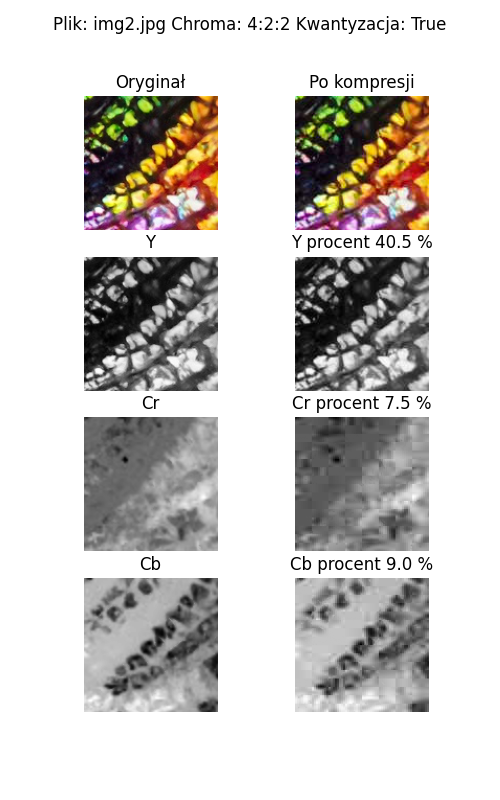 Plik: img2.jpg Chroma: 4:2:2 Kwantyzacja: True
Oryginał
Po kompresji
Y
Y procent 40.5 %
Cr
Cr procent 7.5 %
Cb
Cb procent 9.0 %